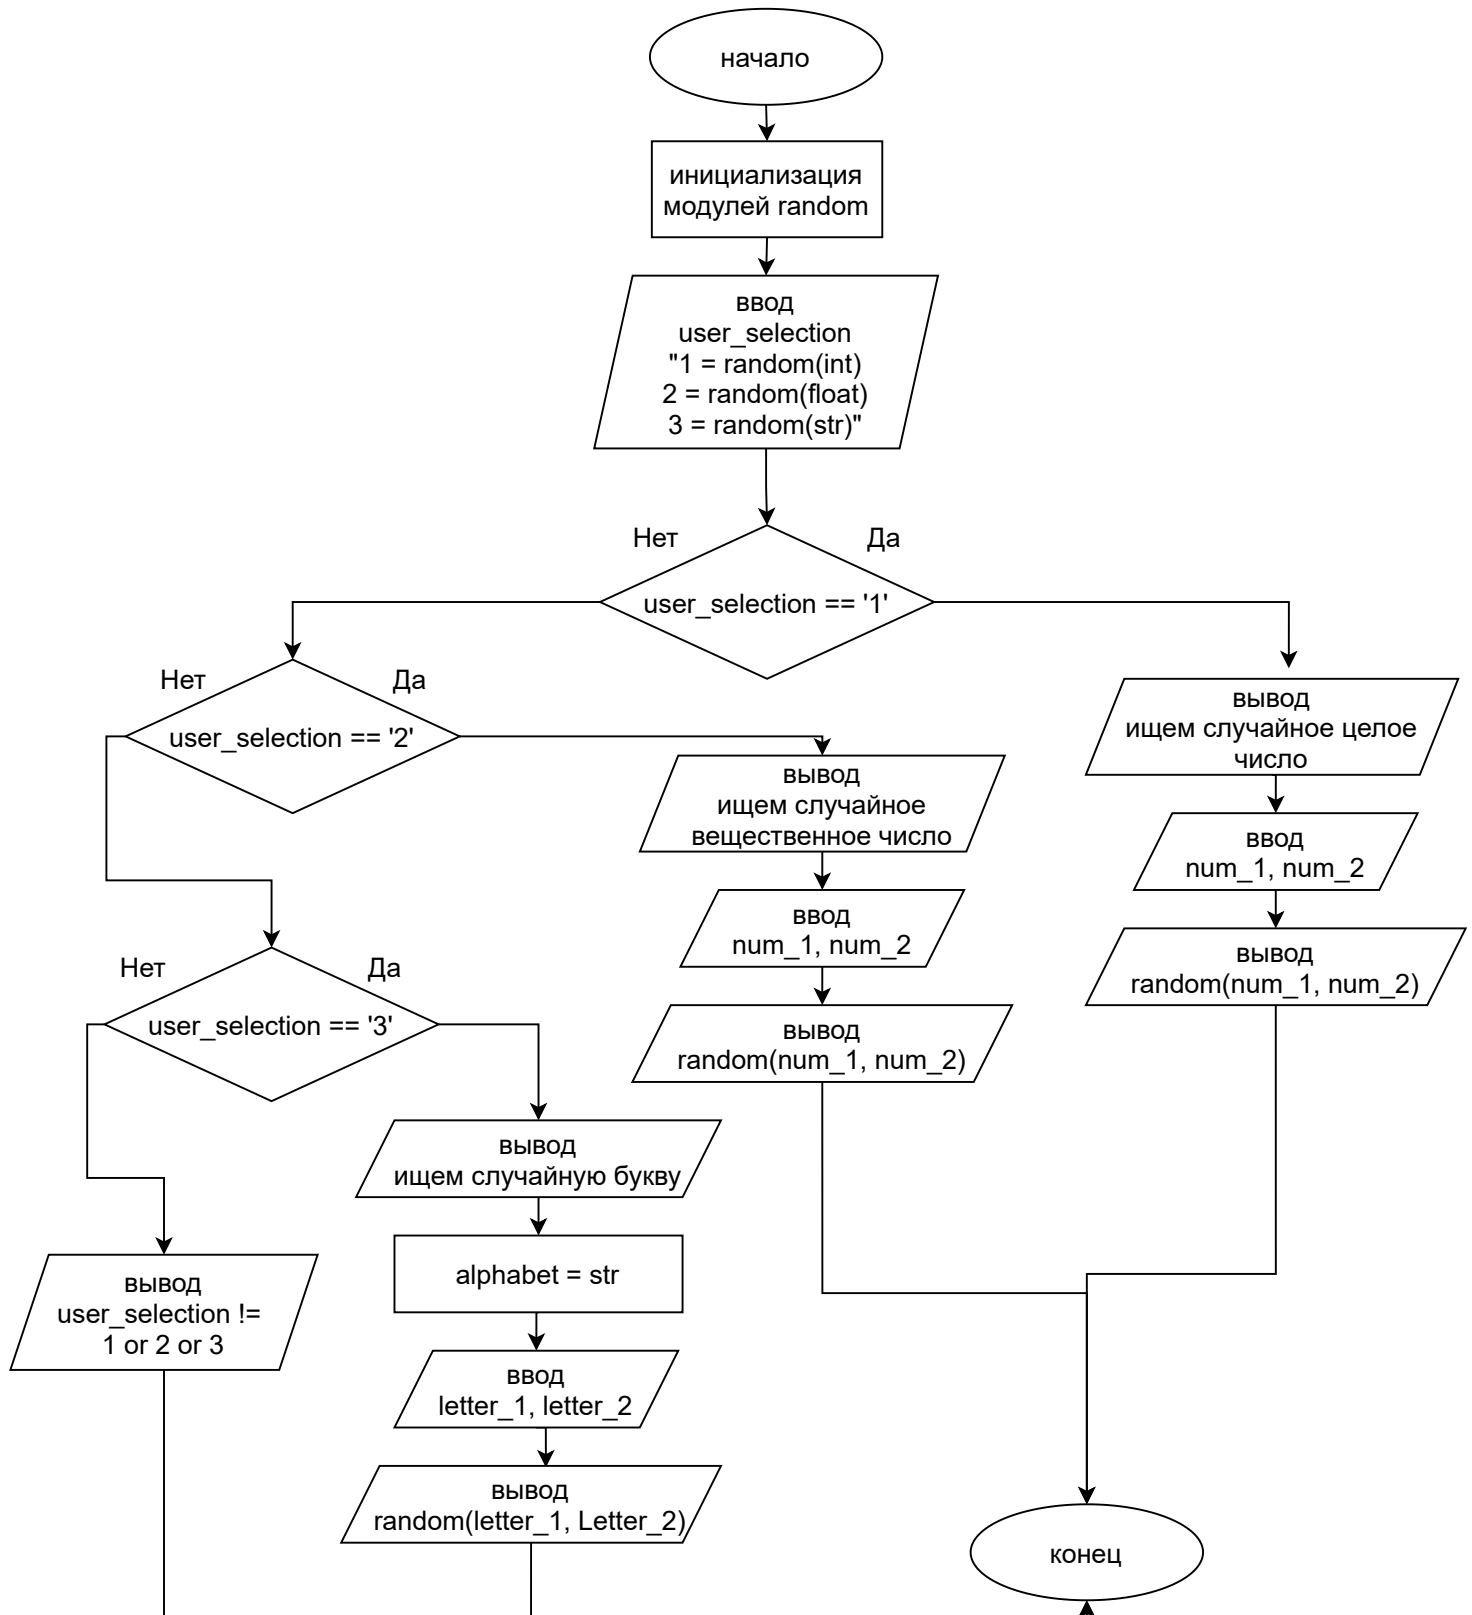 начало
инициализация
модулей random
ввод
user_selection
"1 = random(int)
2 = random(float)
3 = random(str)"
Нет
Да
user_selection == '1'
Нет
Да
user_selection == '2'
вывод
ищем случайное целое
число
вывод
ищем случайное
вещественное число
ввод
num_1, num_2
ввод
num_1, num_2
вывод
random(num_1, num_2)
Нет
Да
user_selection == '3'
вывод
random(num_1, num_2)
вывод
ищем случайную букву
alphabet = str
вывод
user_selection !=
1 or 2 or 3
ввод
letter_1, letter_2
вывод
random(letter_1, Letter_2)
конец